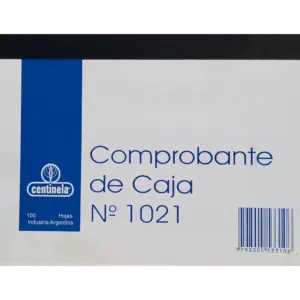 centinela
100 Hojas
Industria Argentina
Comprobante
de Caja
Nº 1021